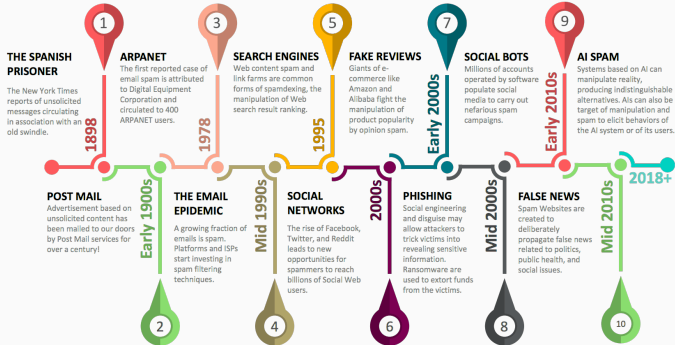 1
3
5
7
9
THE SPANISH
PRISONER
The New York Times
reports of unsolicited
messages circulating
in association with an
old swindle.
1898
ARPANET
The first reported case of
email spam is attributed
to Digital Equipment
Corporation and
circulated to 400
ARPANET users.
1978
SEARCH ENGINES
Web content spam and
link farms are common
forms of spamdexing, the
manipulation of Web
search result ranking.
1995
FAKE REVIEWS
Giants of e-
commerce like
Amazon and
Alibaba fight the
manipulation of
product popularity
by opinion spam.
Early 2000s
SOCIAL BOTS
Millions of accounts
operated by software
populate social
media to carry out
nefarious spam
campaigns.
Early 2010s
AI SPAM
Systems based on AI can
manipulate reality,
producing indistinguishable
alternatives. AIs can also be
target of manipulation and
spam to elicit behaviors of
the AI system or of its users.
2018+
POST MAIL
Advertisement based on
unsolicited content has
been mailed to our doors
by Post Mail services for
over a century!
Early 1900s
THE EMAIL
EPIDEMIC
A growing fraction of
emails is spam.
Platforms and ISPs
start investing in
spam filtering
techniques.
Mid 1990s
SOCIAL
NETWORKS
The rise of Facebook,
Twitter, and Reddit
leads to new
opportunities for
spammers to reach
billions of Social Web
users.
2000s
PHISHING
Social engineering
and disguise may
allow attackers to
trick victims into
revealing sensitive
information.
Ransomware are
used to extort funds
from the victims.
Mid 2000s
FALSE NEWS
Spam Websites are
created to
deliberately
propagate false news
related to politics,
public health, and
social issues.
Mid 2010s
2
4
6
8
10